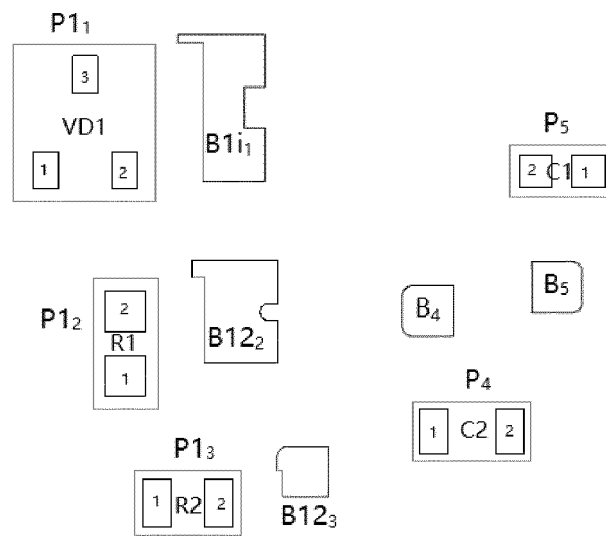 P1₁
3
VD1
1
2
B1i₁
P₅
2
C1
1
P1₂
2
R1
1
B12₂
B₄
B₅
P₄
1
C2
2
P1₃
1
R2
2
B12₃